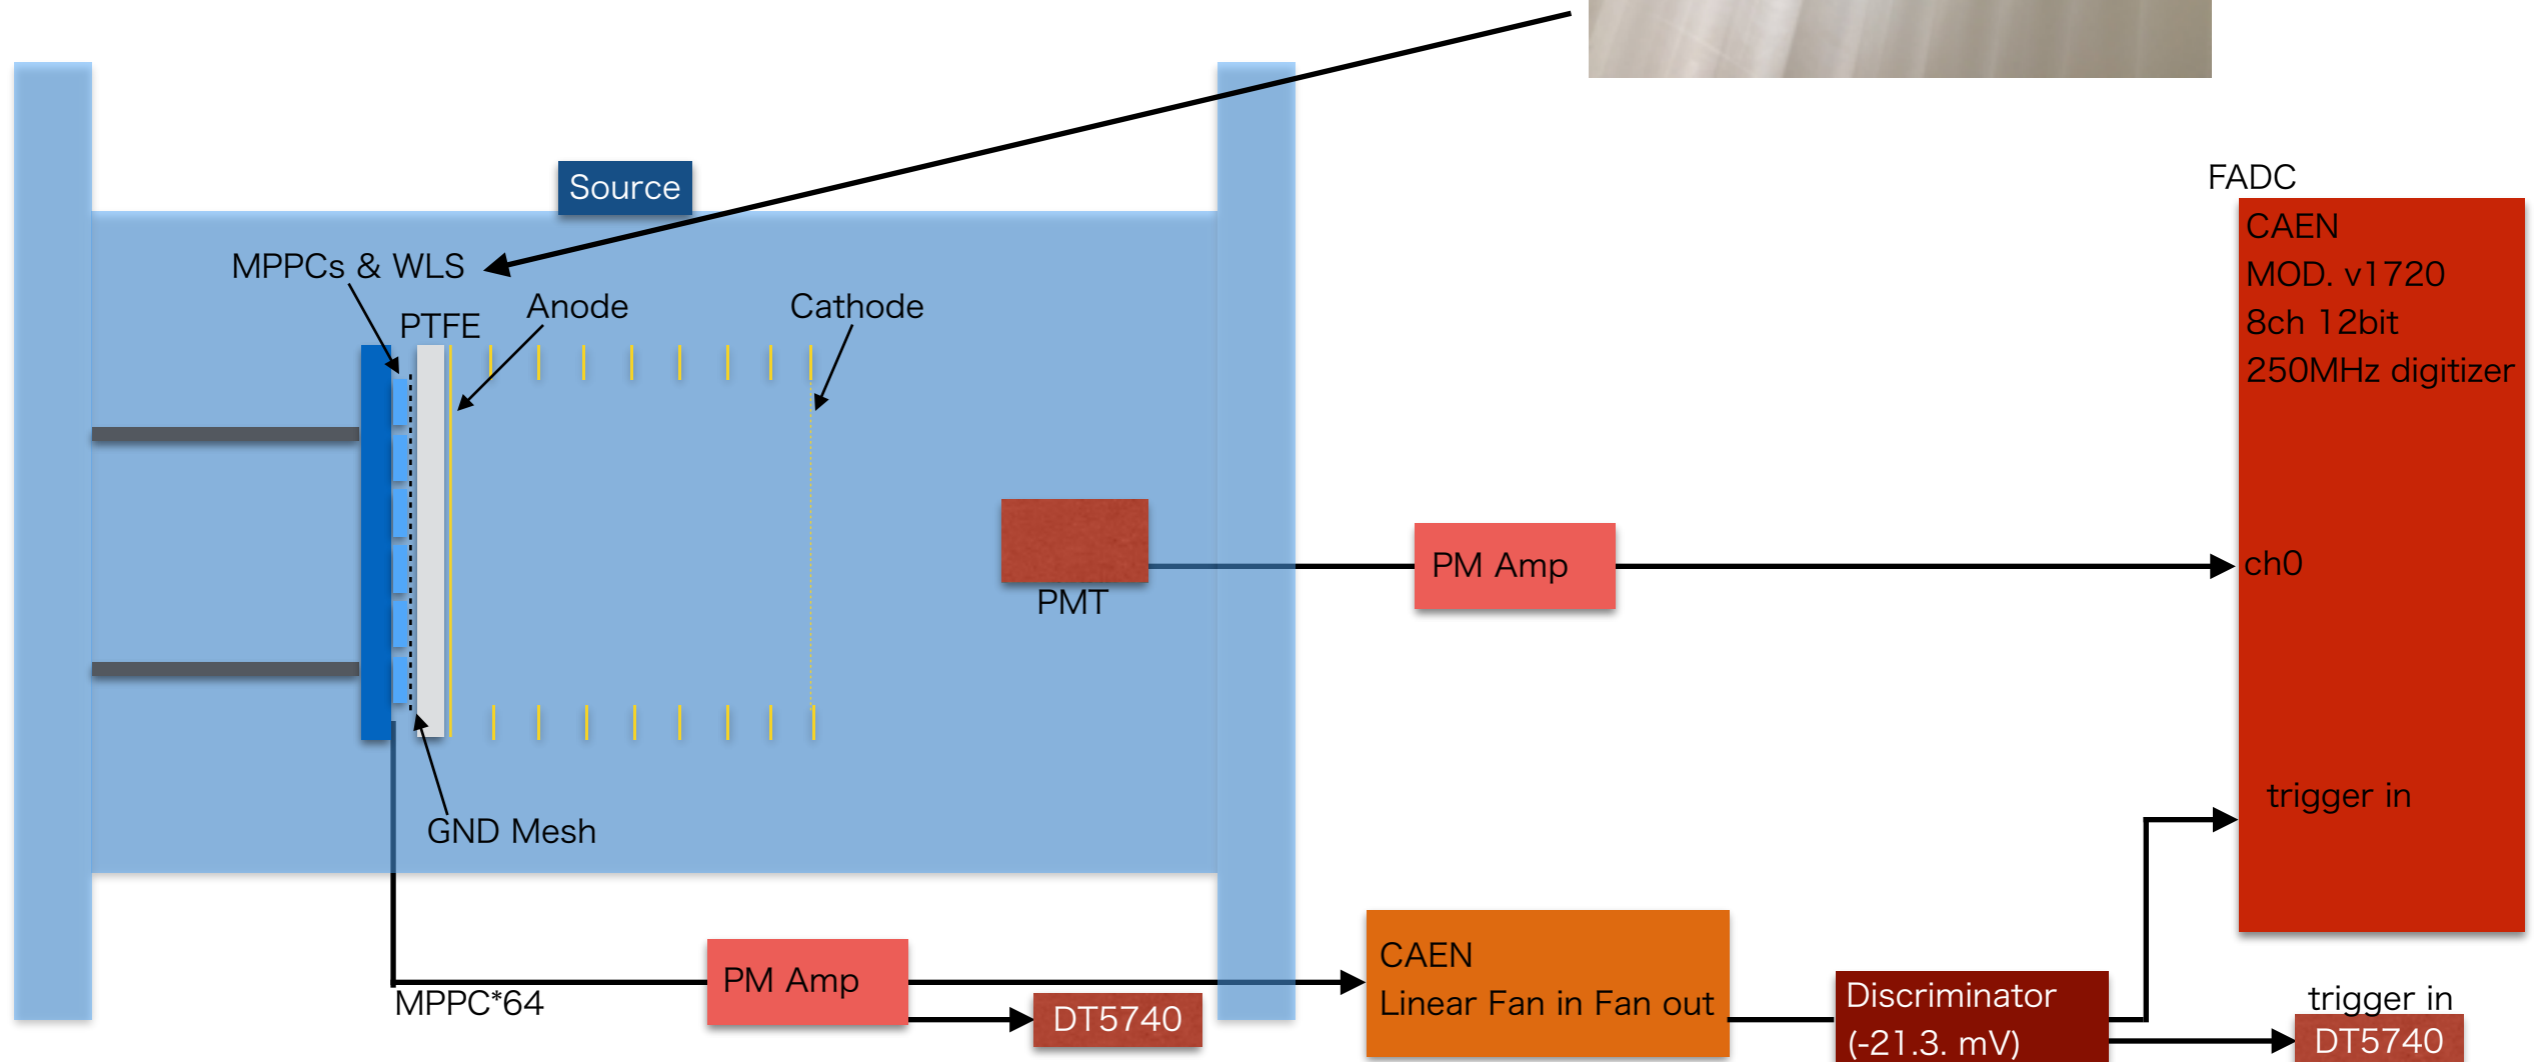 Source
FADC
CAEN
MOD. v1720
8ch 12bit
250MHz digitizer
MPPCs & WLS
PTFE
Anode
Cathode
PM Amp
ch0
PMT
trigger in
GND Mesh
CAEN
Linear Fan in Fan out
PM Amp
MPPC*64
DT5740
Discriminator
(-21.3. mV)
trigger in
DT5740